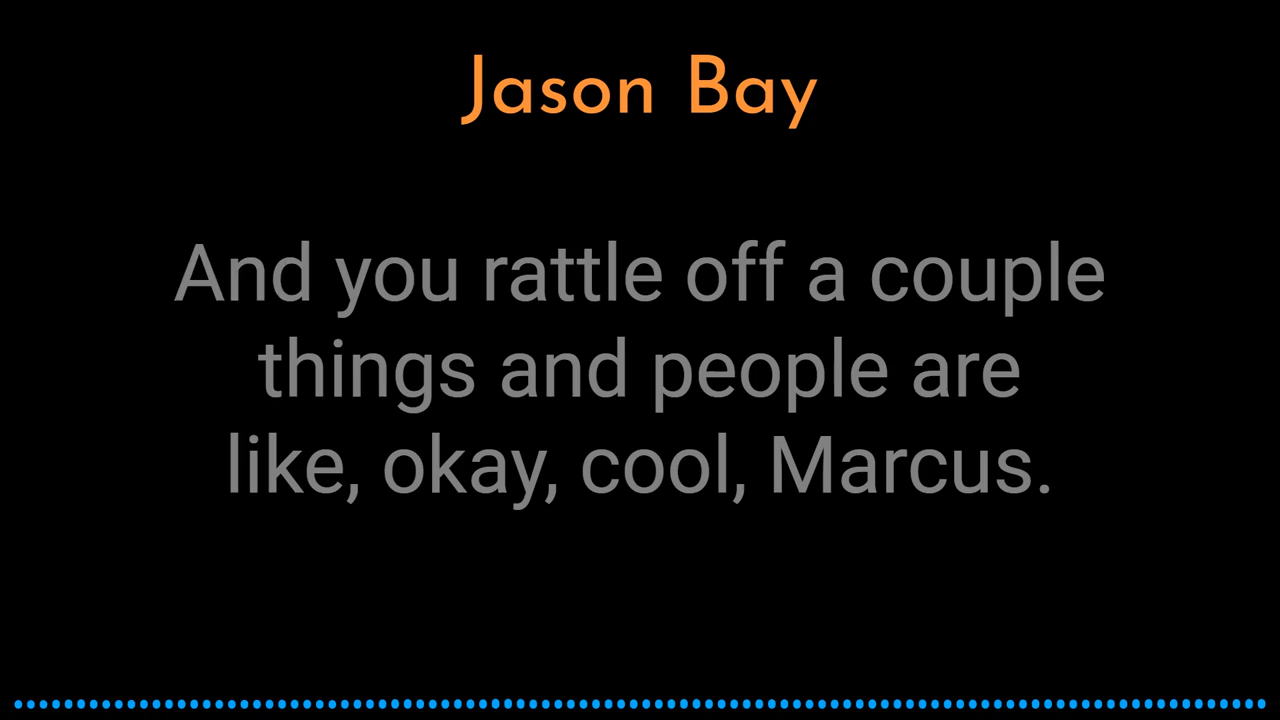 Jason Bay
And you rattle off a couple
things and people are
like, okay, cool, Marcus.